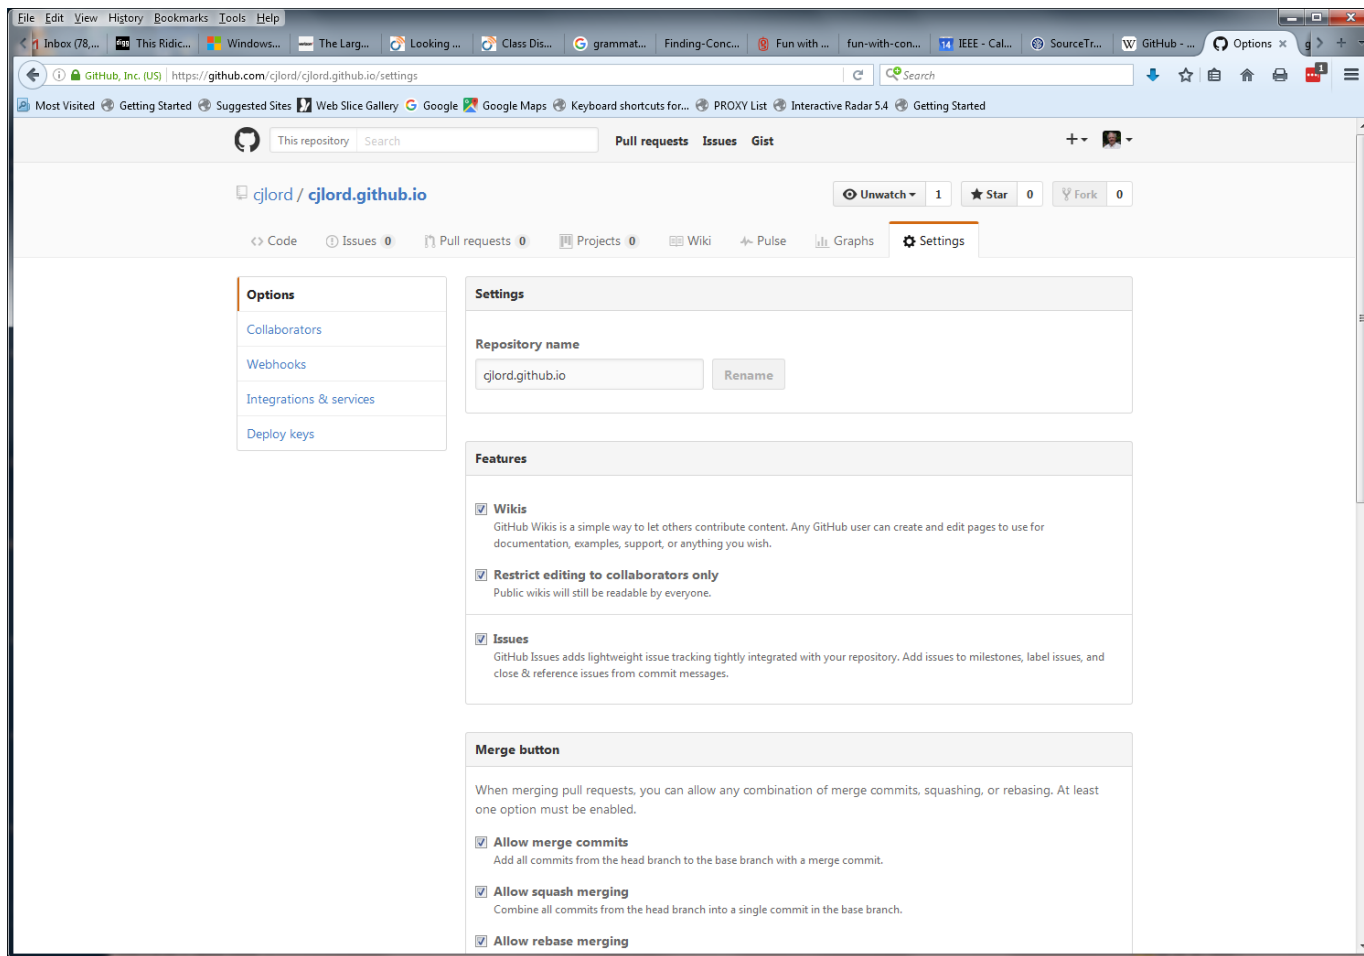 File Edit View History Bookmarks Tools Help
Inbox (78,... This Ridic... Windows... The Larg... Looking ... Class Dis... grammat... Finding-Conc... Fun with ... fun-with-con... IEEE - Cal... SourceTr... GitHub - ... Options
GitHub, Inc. (US) https://github.com/cjlord/cjlord.github.io/settings Search 1
Most Visited Getting Started Suggested Sites Web Slice Gallery Google Google Maps Keyboard shortcuts for... PROXY List Interactive Radar 5.4 Getting Started
This repository Search Pull requests Issues Gist
cjlord / cjlord.github.io Unwatch 1 Star 0 Fork 0
Code Issues 0 Pull requests 0 Projects 0 Wiki Pulse Graphs Settings
Options
Collaborators
Webhooks
Integrations & services
Deploy keys
Settings
Repository name
cjlord.github.io Rename
Features
Wikis
GitHub Wikis is a simple way to let others contribute content. Any GitHub user can create and edit pages to use for
documentation, examples, support, or anything you wish.
Restrict editing to collaborators only
Public wikis will still be readable by everyone.
Issues
GitHub Issues adds lightweight issue tracking tightly integrated with your repository. Add issues to milestones, label issues, and
close & reference issues from commit messages.
Merge button
When merging pull requests, you can allow any combination of merge commits, squashing, or rebasing. At least
one option must be enabled.
Allow merge commits
Add all commits from the head branch to the base branch with a merge commit.
Allow squash merging
Combine all commits from the head branch into a single commit in the base branch.
Allow rebase merging